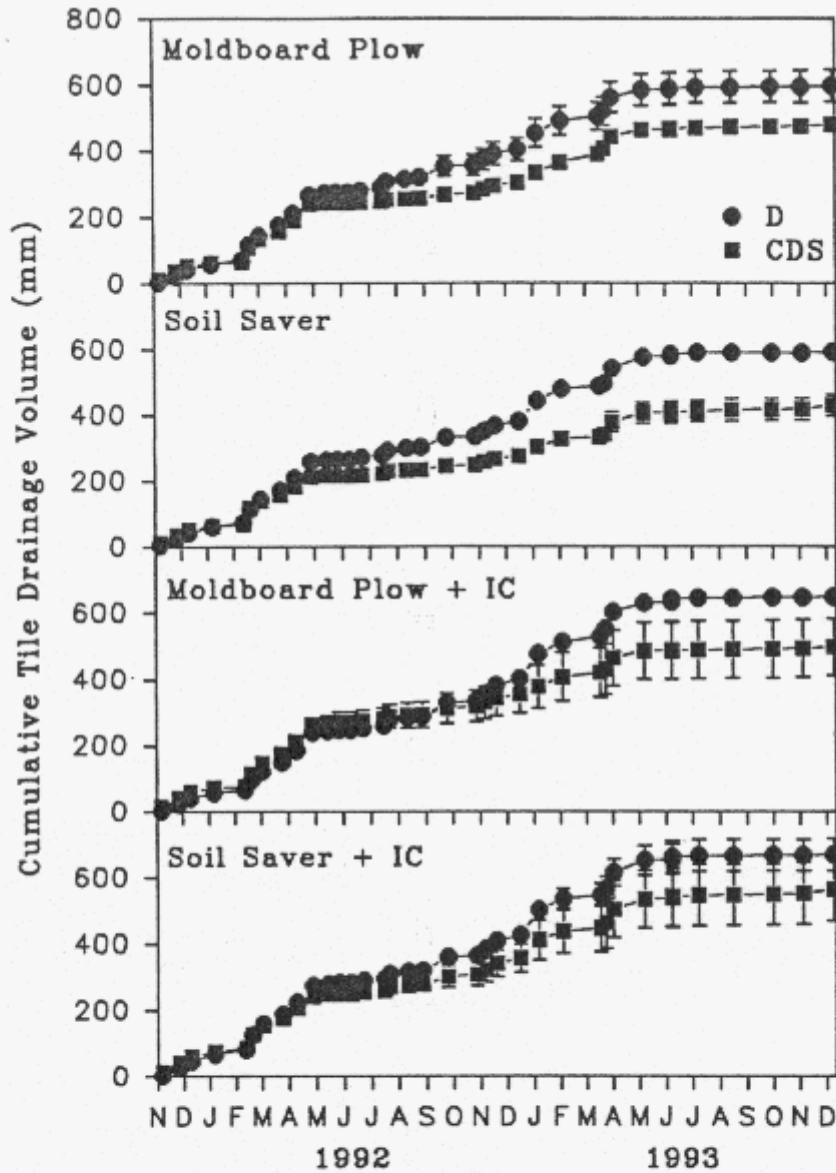 Cumulative Tile Drainage Volume (mm)
800
Moldboard Plow
600
400
200
0
D
CDS
Soil Saver
600
400
200
0
Moldboard Plow + IC
600
400
200
0
Soil Saver + IC
600
400
200
0
N D J F M A M J J A S O N D J F M A M J J A S O N D
1992 1993